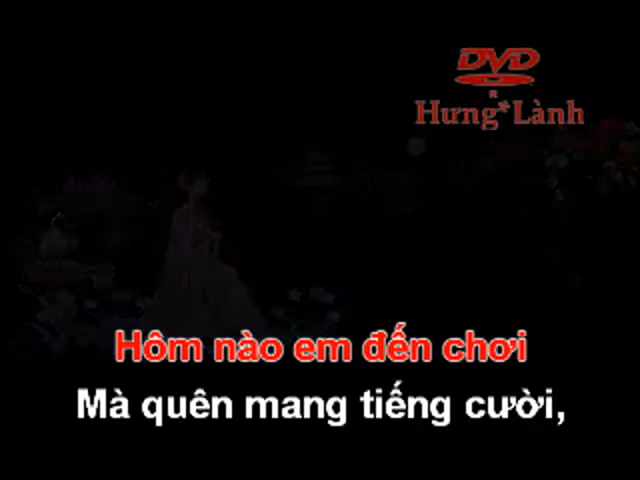 DVD
R
Hưng*Lành
Hôm nào em đến chơi
Mà quên mang tiếng cười,